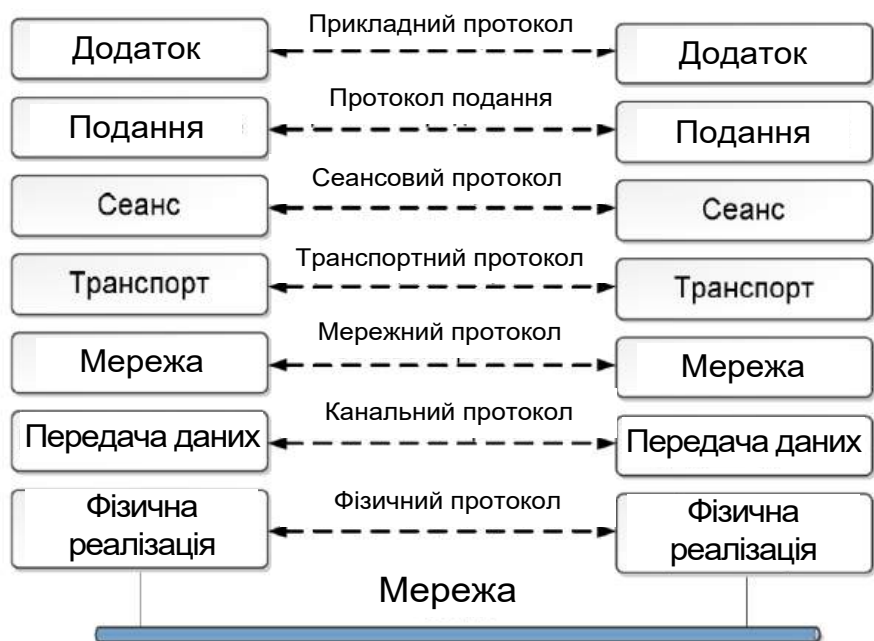 Прикладний протокол
Додаток
Додаток
Протокол подання
Подання
Подання
Сеансовий протокол
Сеанс
Сеанс
Транспортний протокол
Транспорт
Транспорт
Мережний протокол
Мережа
Мережа
Канальний протокол
Передача даних
Передача даних
Фізичний протокол
Фізична
реалізація
Фізична
реалізація
Мережа